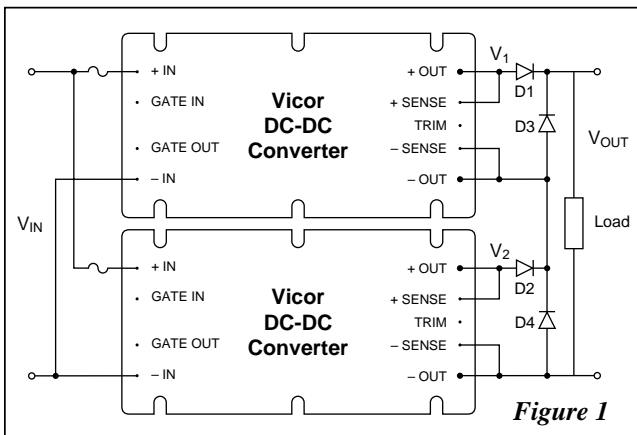 + IN
GATE IN
GATE OUT
– IN
Vicor
DC-DC
Converter
+ OUT
+ SENSE
TRIM
– SENSE
– OUT
V1
D1
D3
VOUT
Load
VIN
+ IN
GATE IN
GATE OUT
– IN
Vicor
DC-DC
Converter
+ OUT
+ SENSE
TRIM
– SENSE
– OUT
V2
D2
D4
Figure 1